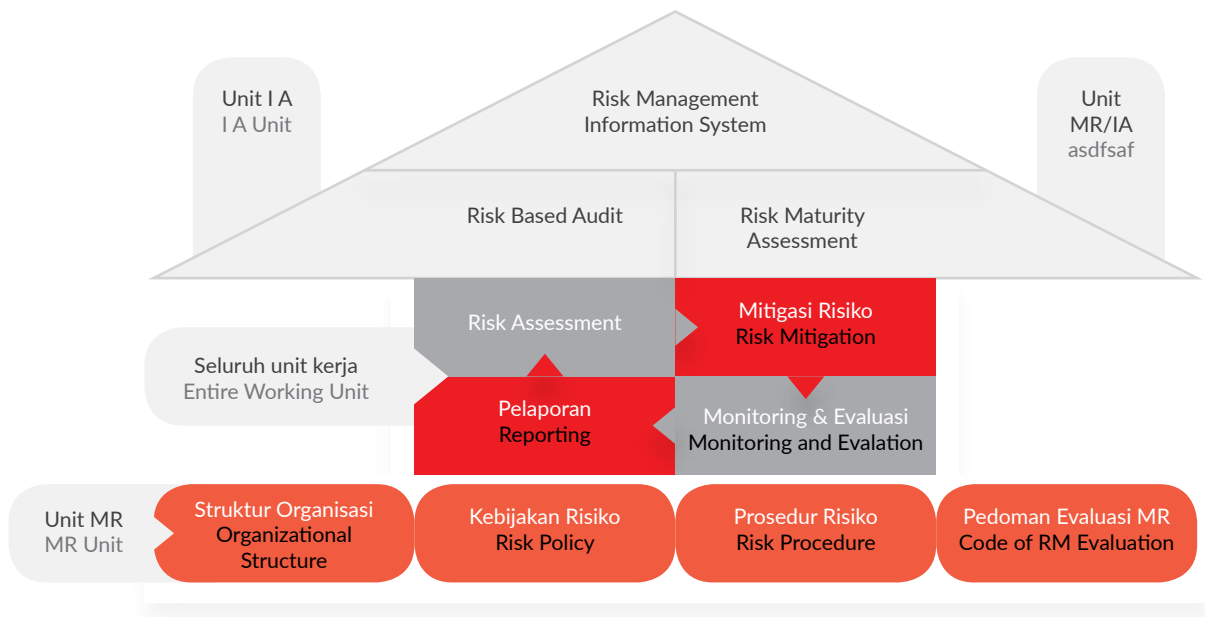 Unit I A
I A Unit
Risk Management
Information System
Unit
MR/IA
asdfsaf
Risk Based Audit
Risk Maturity
Assessment
Risk Assessment
Mitigasi Risiko
Risk Mitigation
Seluruh unit kerja
Entire Working Unit
Pelaporan
Reporting
Monitoring & Evaluasi
Monitoring and Evalation
Unit MR
MR Unit
Struktur Organisasi
Organizational
Structure
Kebijakan Risiko
Risk Policy
Prosedur Risiko
Risk Procedure
Pedoman Evaluasi MR
Code of RM Evaluation